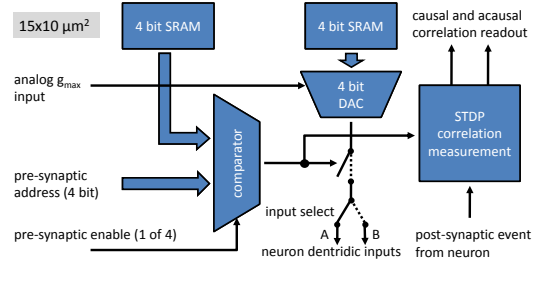 15x10 µm²
4 bit SRAM
4 bit SRAM
causal and acausal
correlation readout
analog gmax
input
4 bit
DAC
STDP
correlation
measurement
comparator
pre-synaptic
address (4 bit)
input select
pre-synaptic enable (1 of 4)
A
B
neuron dentridic inputs
post-synaptic event
from neuron